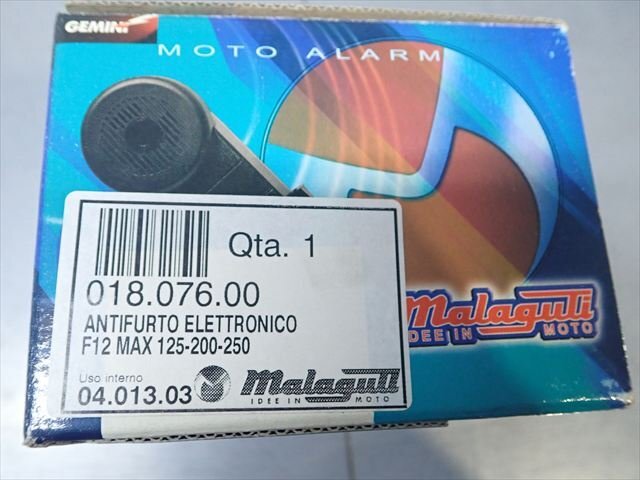 GEMINI
MOTO ALARM
Qta. 1
018.076.00
ANTIFURTO ELETTRONICO
F12 MAX 125-200-250
Uso interno
04.013.03
Malaguti
IDEE IN MOTO
Malaguti
IDEE IN MOTO